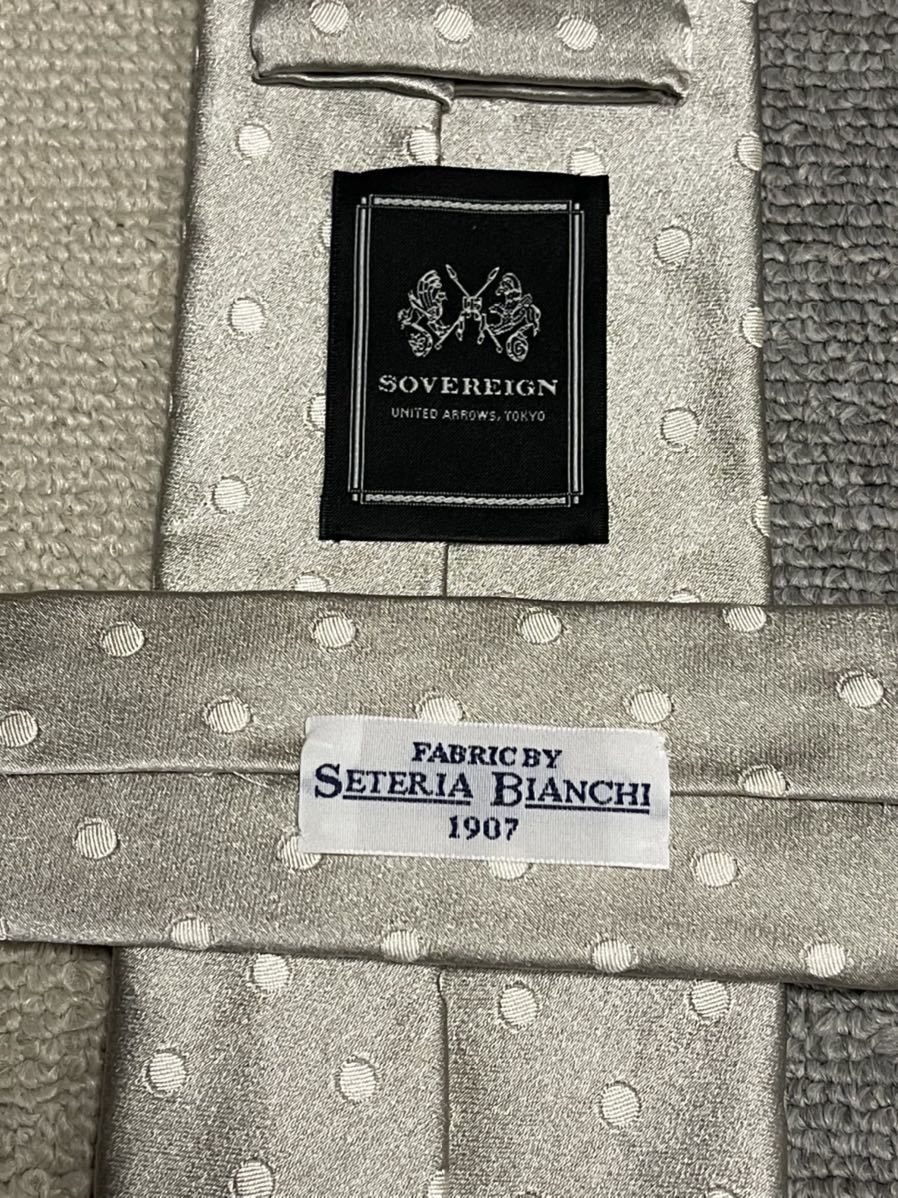 SOVEREIGN
UNITED ARROWS, TOKYO
FABRIC BY
SETERIA BIANCHI
1907